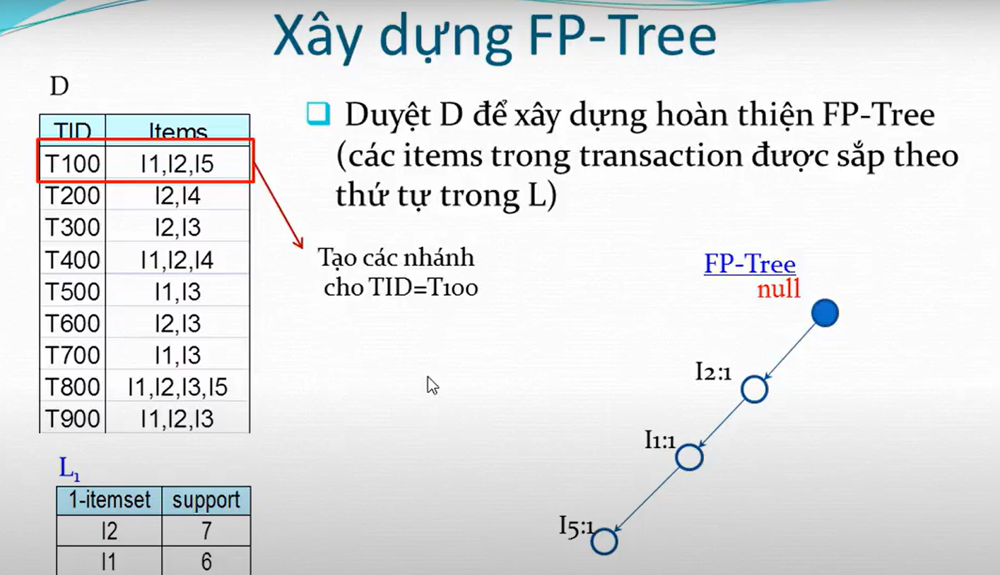 Xây dựng FP-Tree
D
TID Items
T100 I1,I2,I5
T200 I2,I4
T300 I2,I3
T400 I1,I2,I4
T500 I1,I3
T600 I2,I3
T700 I1,I3
T800 I1,I2,I3,I5
T900 I1,I2,I3
L1
1-itemset support
I2 7
I1 6
Duyệt D để xây dựng hoàn thiện FP-Tree
(các items trong transaction được sắp theo
thứ tự trong L)
Tạo các nhánh
cho TID=T100
FP-Tree
null
I2:1
I1:1
I5:1